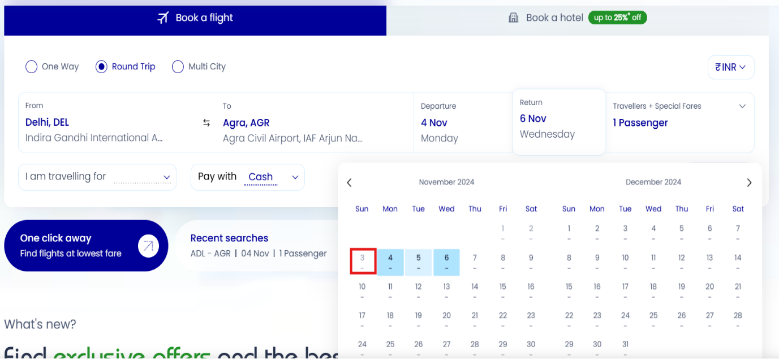 Book a flight
Book a hotel up to 25%* off
One Way Round Trip Multi City
₹ INR
From To Departure Return Travellers + Special Fares
Delhi, DEL Agra, AGR 4 Nov 6 Nov 1 Passenger
Indira Gandhi International A... Agra Civil Airport, IAF Arjun Na... Monday Wednesday
I am travelling for Pay with Cash
November 2024 December 2024
Sun Mon Tue Wed Thu Fri Sat Sun Mon Tue Wed Thu Fri Sat
1 2 1 2 3 4 5 6 7
- - - - - - -
3 4 5 6 7 8 9 8 9 10 11 12 13 14
- - - - - - - - - - - - - -
10 11 12 13 14 15 16 15 16 17 18 19 20 21
- - - - - - - - - - - - - -
17 18 19 20 21 22 23 22 23 24 25 26 27 28
- - - - - - - - - - - - - -
24 25 26 27 28 29 30 29 30 31
One click away
Find flights at lowest fare
Recent searches
ADL - AGR | 04 Nov | 1 Passenger
What's new?
Find exclusive offers and the bes